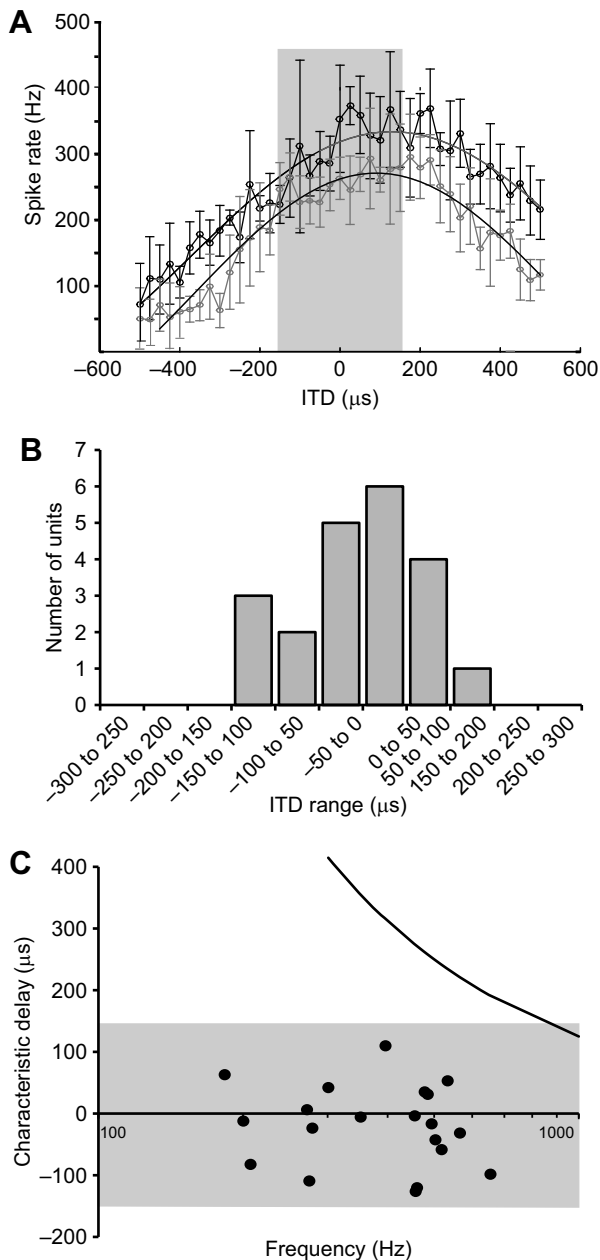 A
500
400
300
200
100
Spike rate (Hz)
–600
–400
–200
0
200
400
600
ITD (μs)
B
7
6
5
4
3
2
1
0
Number of units
–300 to 250
–250 to 200
–200 to 150
–150 to 100
–100 to 50
–50 to 0
0 to 50
50 to 100
150 to 200
200 to 250
250 to 300
ITD range (μs)
C
400
300
200
100
0
–100
–200
Characteristic delay (μs)
100
1000
Frequency (Hz)